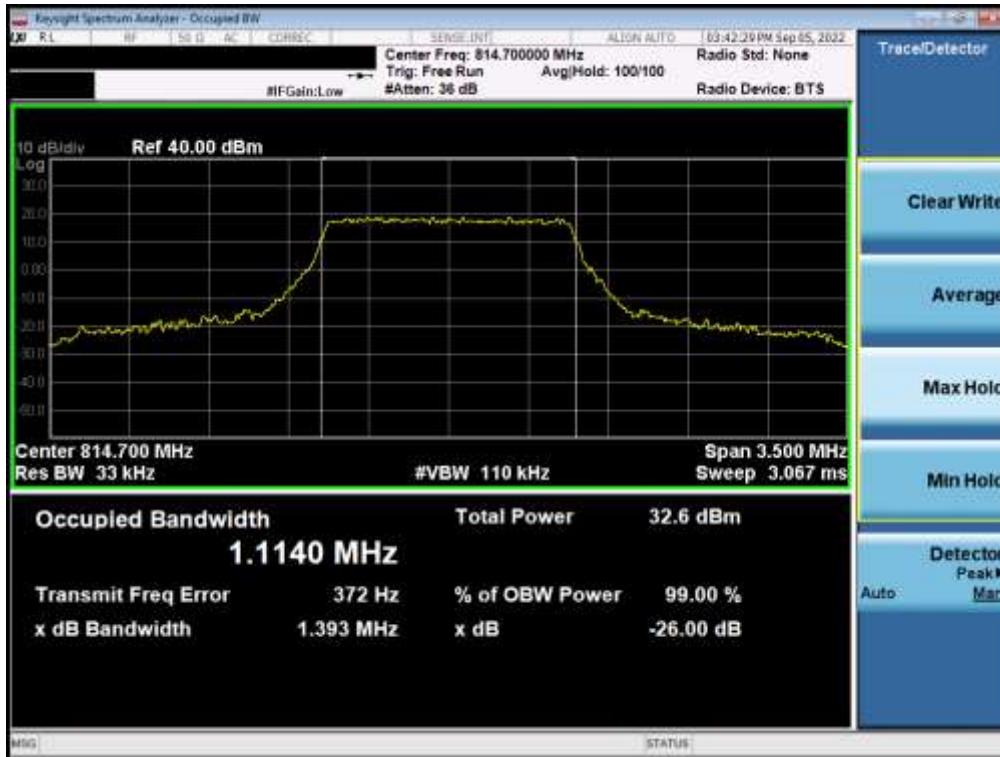 Keysight Spectrum Analyzer - Occupied BW
LXI RL RF 50 Ω AC CORREC SENSE:INT ALIGN AUTO 03:42:29 PM Sep 05, 2022
Center Freq: 814.700000 MHz Radio Std: None
Trig: Free Run Avg|Hold: 100/100
#IFGain:Low #Atten: 36 dB Radio Device: BTS
Trace/Detector
10 dB/div Ref 40.00 dBm
Log
30.0
20.0
10.0
0.00
-10.0
-20.0
-30.0
-40.0
-50.0
Center 814.700 MHz Span 3.500 MHz
Res BW 33 kHz #VBW 110 kHz Sweep 3.067 ms
Occupied Bandwidth Total Power 32.6 dBm
1.1140 MHz
Transmit Freq Error 372 Hz % of OBW Power 99.00 %
x dB Bandwidth 1.393 MHz x dB -26.00 dB
Clear Write
Average
Max Hold
Min Hold
Detector
Peak
Auto Man
MSG STATUS